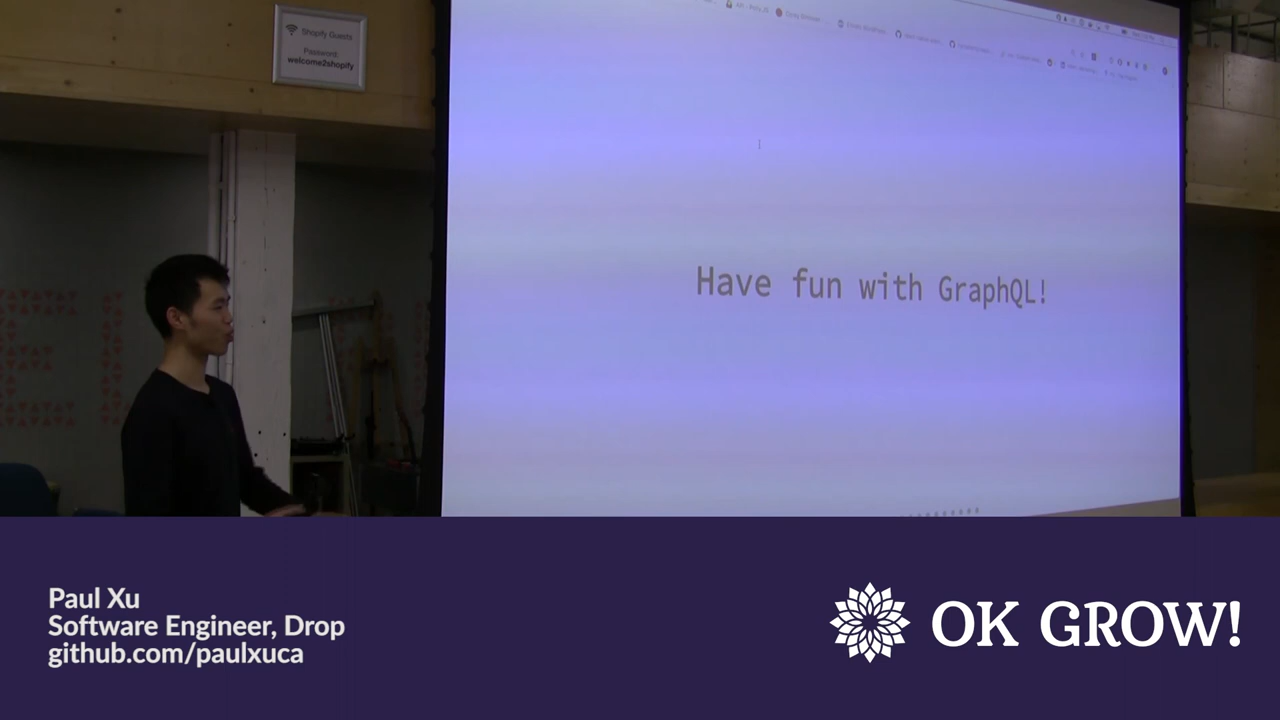 Shopify Guests
Password:
welcome2shopify
Have fun with GraphQL!
Paul Xu
Software Engineer, Drop
github.com/paulxuca
OK GROW!